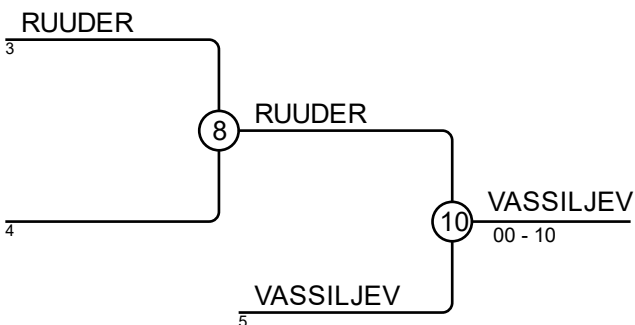 RUUDER
3
8
RUUDER
4
10
VASSILJEV
00 - 10
VASSILJEV
5